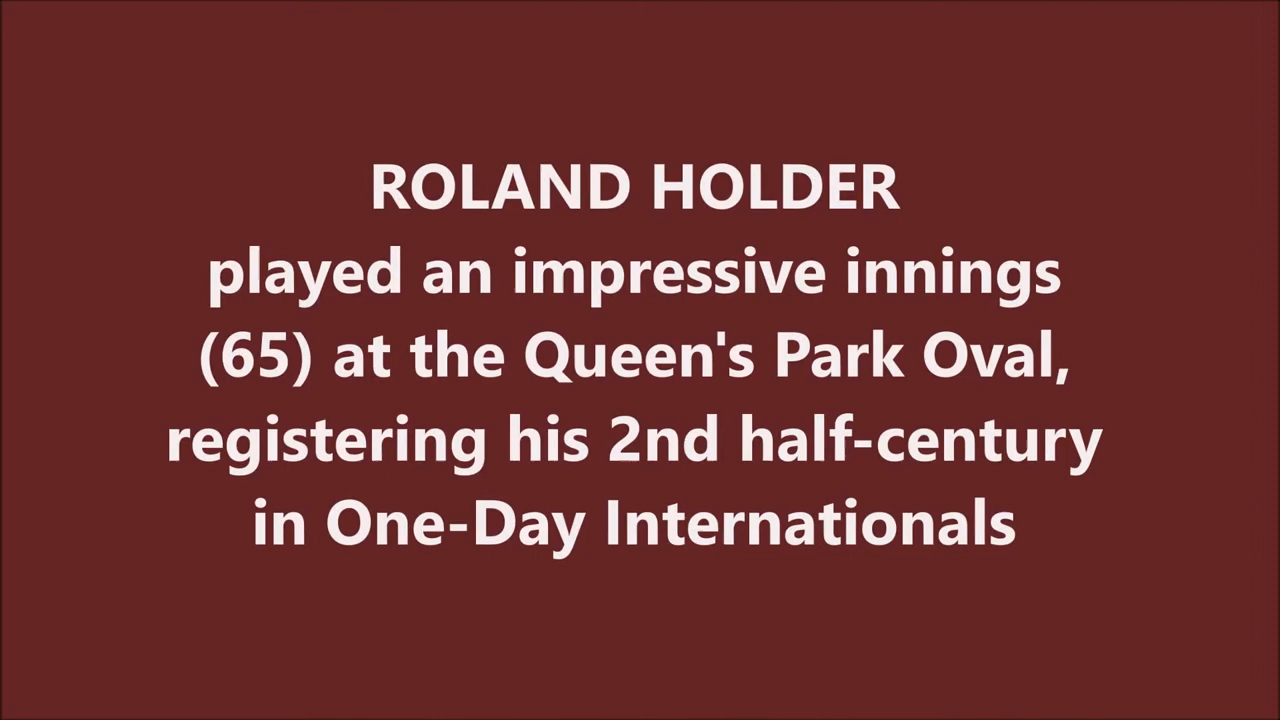 ROLAND HOLDER
played an impressive innings
(65) at the Queen's Park Oval,
registering his 2nd half-century
in One-Day Internationals